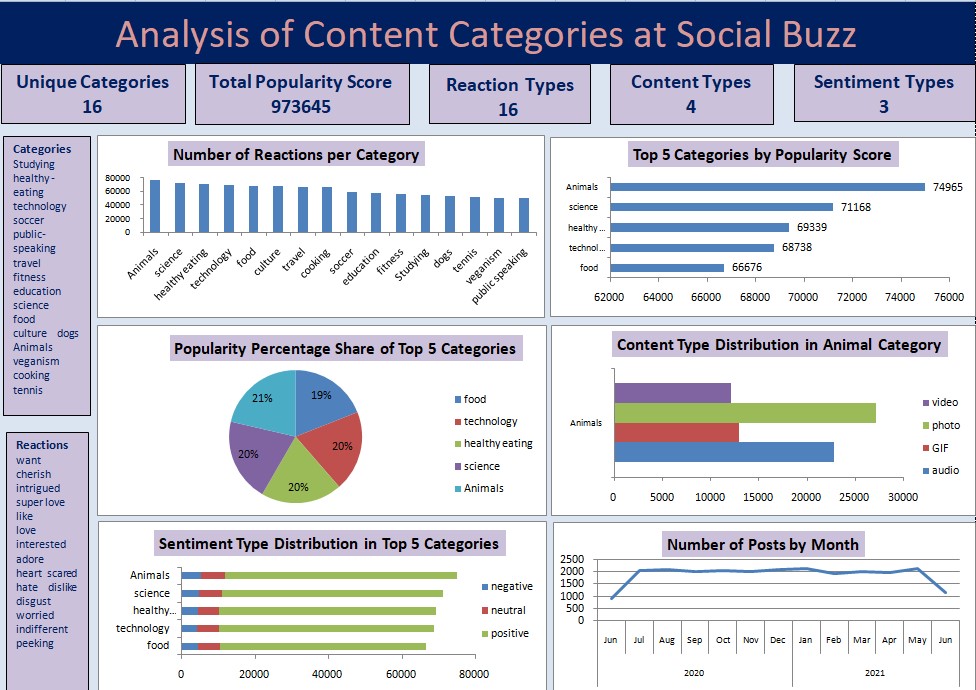 Analysis of Content Categories at Social Buzz
Unique Categories
16
Total Popularity Score
973645
Reaction Types
16
Content Types
4
Sentiment Types
3
Categories
Studying
healthy-
eating
technology
soccer
public-
speaking
travel
fitness
education
science
food
culture dogs
Animals
veganism
cooking
tennis
Reactions
want
cherish
intrigued
super love
like
love
interested
adore
heart scared
hate dislike
disgust
worried
indifferent
peeking
Number of Reactions per Category
80000
60000
40000
20000
0
Animals
science
healthy eating
technology
food
culture
travel
cooking
soccer
education
fitness
Studying
dogs
tennis
veganism
public speaking
Top 5 Categories by Popularity Score
Animals 74965
science 71168
healthy... 69339
technol... 68738
food 66676
62000 64000 66000 68000 70000 72000 74000 76000
Popularity Percentage Share of Top 5 Categories
21% 19%
20% 20%
20%
food
technology
healthy eating
science
Animals
Content Type Distribution in Animal Category
Animals
0 5000 10000 15000 20000 25000 30000
video
photo
GIF
audio
Sentiment Type Distribution in Top 5 Categories
Animals
science
healthy...
technology
food
0 20000 40000 60000 80000
negative
neutral
positive
Number of Posts by Month
2500
2000
1500
1000
500
0
Jun Jul Aug Sep Oct Nov Dec Jan Feb Mar Apr May Jun
2020 2021